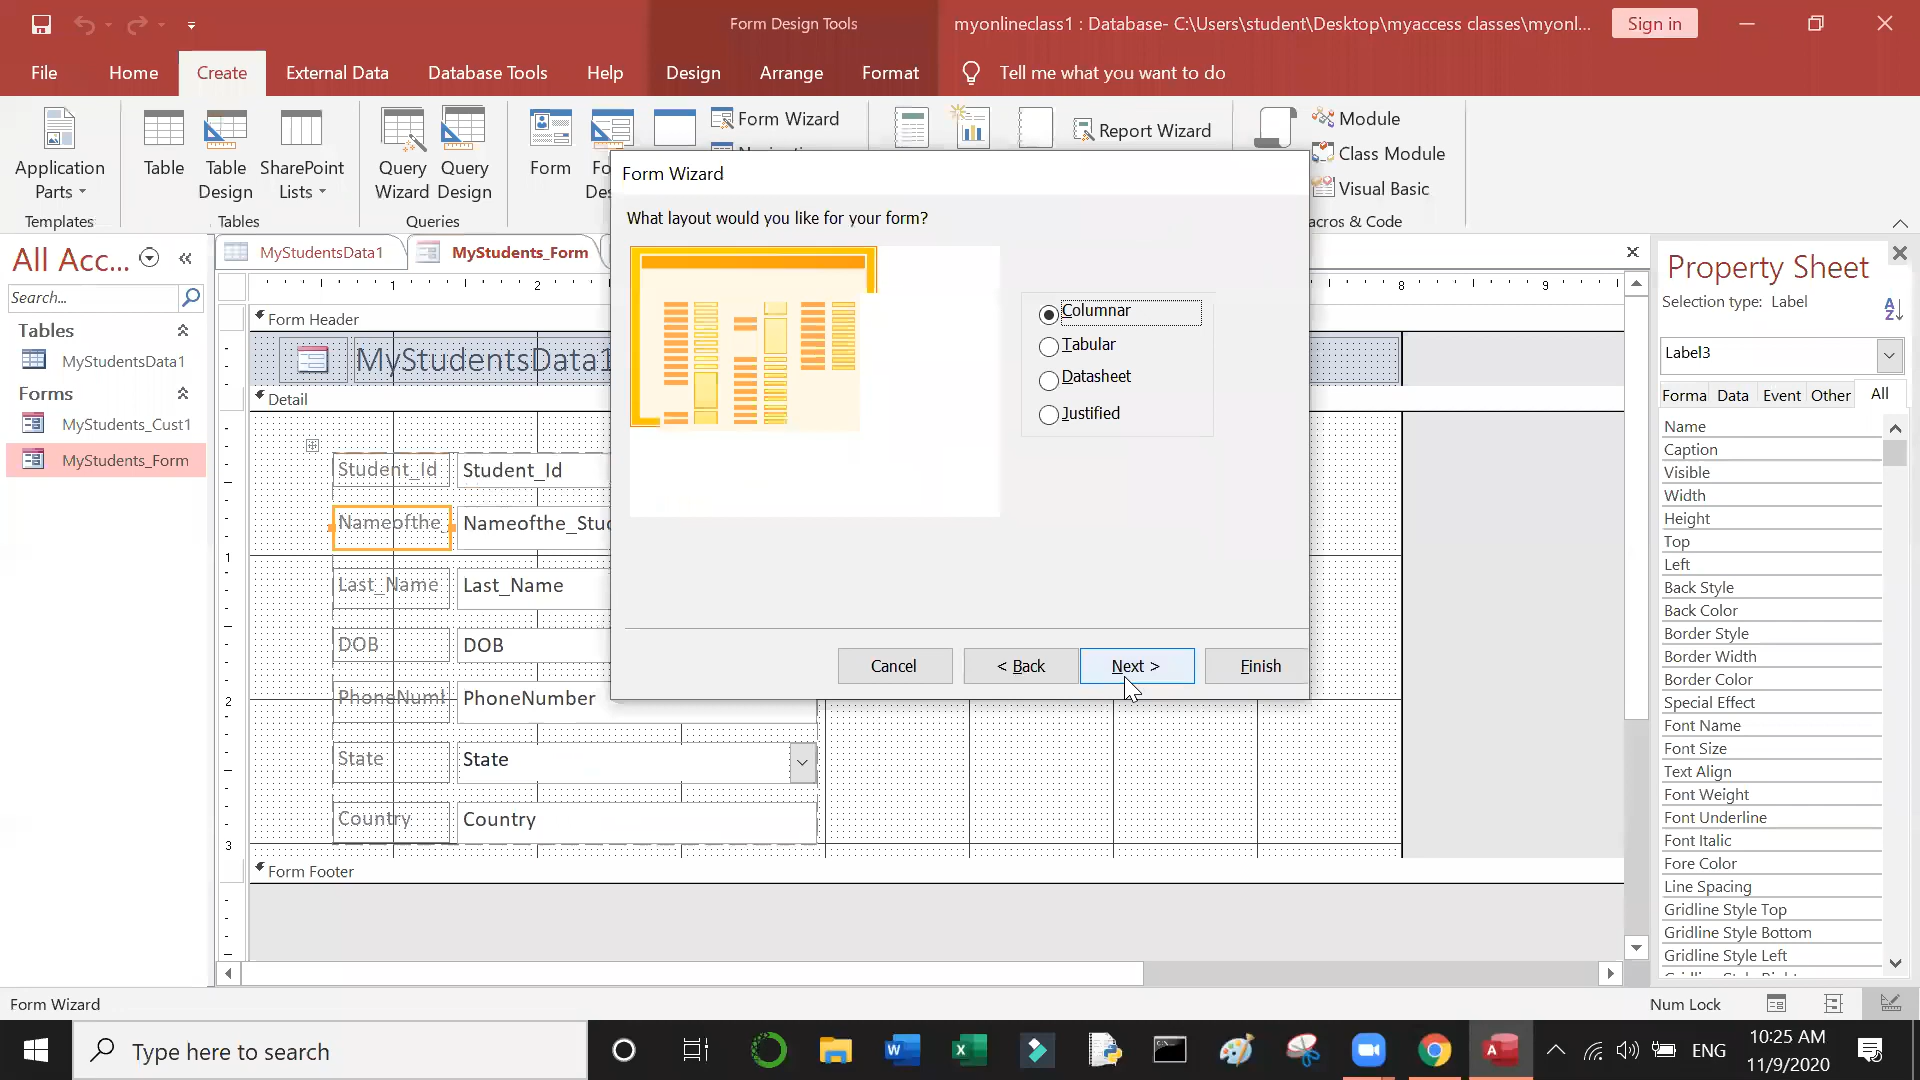 Form Design Tools
myonlineclass1 : Database- C:\Users\student\Desktop\myaccess classes\myonl...
Sign in
File
Home
Create
External Data
Database Tools
Help
Design
Arrange
Format
Tell me what you want to do
Application
Parts
Table
Table
Design
SharePoint
Lists
Query
Wizard
Query
Design
Form
Form Wizard
Report Wizard
Module
Class Module
Visual Basic
Templates
Tables
Queries
acros & Code
All Acc...
Search...
Tables
MyStudentsData1
Forms
MyStudents_Cust1
MyStudents_Form
MyStudentsData1
MyStudents_Form
1
2
8
9
Form Header
MyStudentsData1
Detail
Student_Id
Student_Id
Nameofthe_
Nameofthe_Stud
Last_Name
Last_Name
DOB
DOB
PhoneNuml
PhoneNumber
State
State
Country
Country
1
2
3
Form Footer
Form Wizard
What layout would you like for your form?
Columnar
Tabular
Datasheet
Justified
Cancel
< Back
Next >
Finish
Property Sheet
Selection type: Label
Label3
Forma
Data
Event
Other
All
Name
Caption
Visible
Width
Height
Top
Left
Back Style
Back Color
Border Style
Border Width
Border Color
Special Effect
Font Name
Font Size
Text Align
Font Weight
Font Underline
Font Italic
Fore Color
Line Spacing
Gridline Style Top
Gridline Style Bottom
Gridline Style Left
Form Wizard
Num Lock
Type here to search
ENG
10:25 AM
11/9/2020